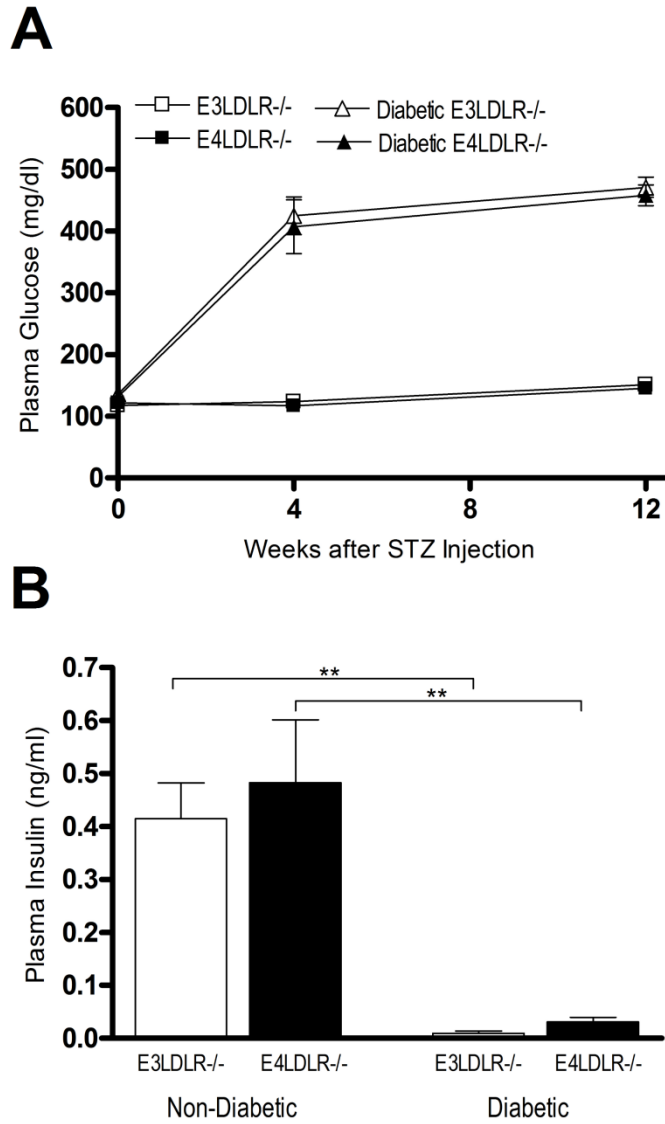 A
E3LDLR-/- Diabetic E3LDLR-/-
E4LDLR-/- Diabetic E4LDLR-/-
Plasma Glucose (mg/dl)
600
500
400
300
200
100
0
0 4 8 12
Weeks after STZ Injection
B
Plasma Insulin (ng/ml)
0.7
0.6
0.5
0.4
0.3
0.2
0.1
0.0
**
**
E3LDLR-/- E4LDLR-/- E3LDLR-/- E4LDLR-/-
Non-Diabetic Diabetic